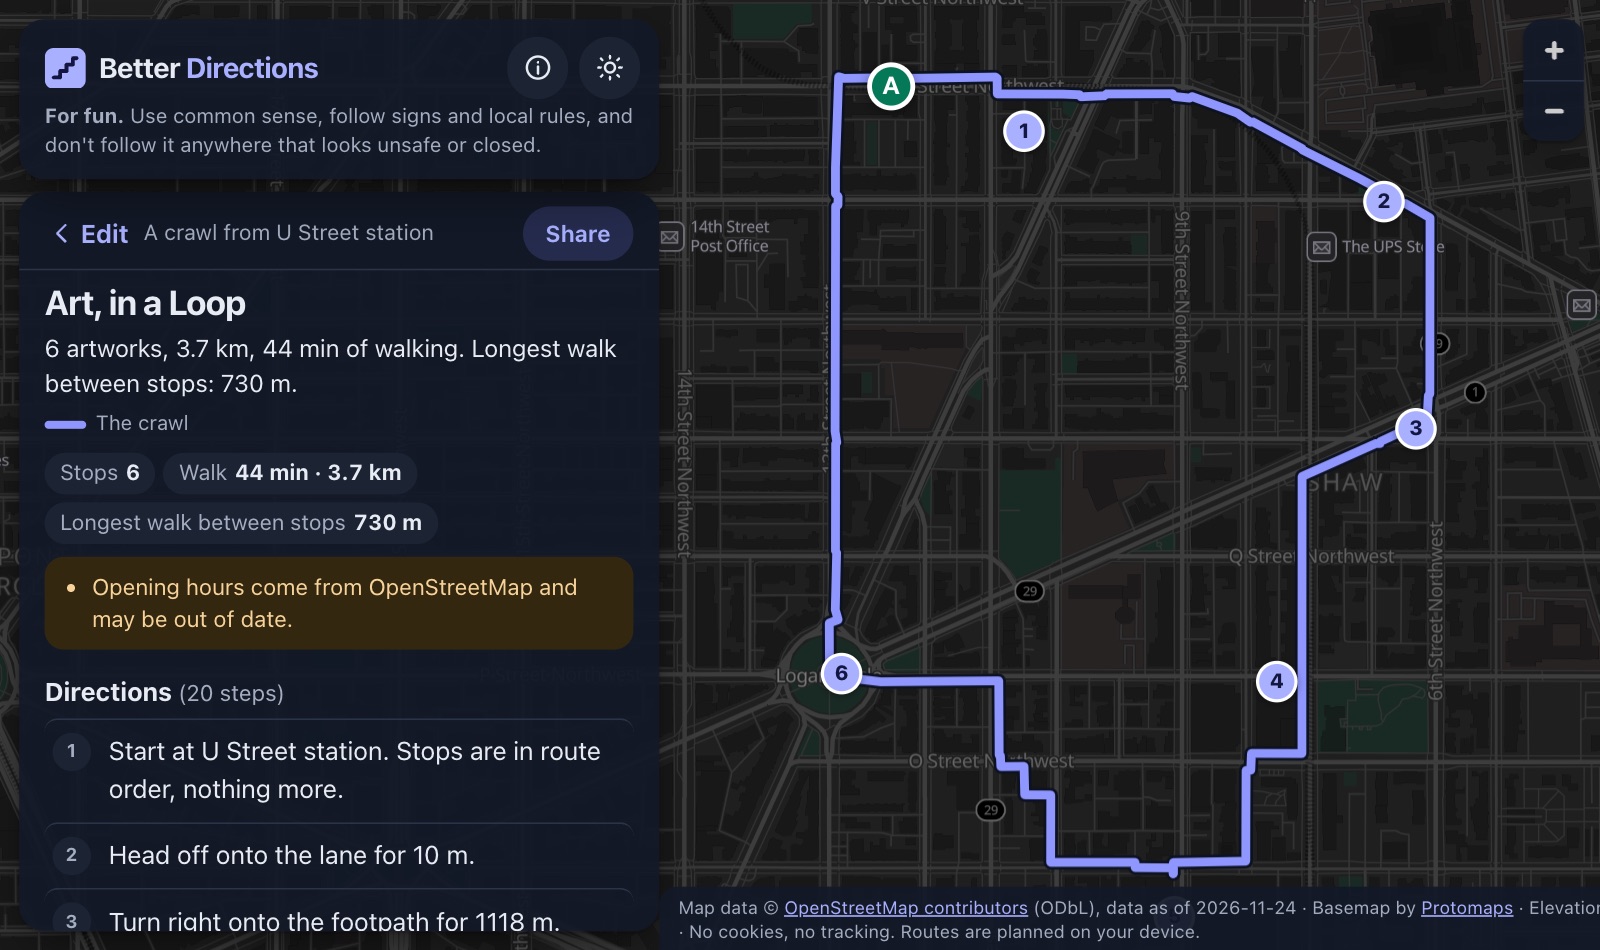 Better Directions
For fun. Use common sense, follow signs and local rules, and
don't follow it anywhere that looks unsafe or closed.
Edit
A crawl from U Street station
Share
Art, in a Loop
6 artworks, 3.7 km, 44 min of walking. Longest walk
between stops: 730 m.
The crawl
Stops 6
Walk 44 min · 3.7 km
Longest walk between stops 730 m
• Opening hours come from OpenStreetMap and
may be out of date.
Directions (20 steps)
1 Start at U Street station. Stops are in route
order, nothing more.
2 Head off onto the lane for 10 m.
3 Turn right onto the footpath for 1118 m.
V Street Northwest
A
Street Northwest
1
2
14th Street
Post Office
The UPS Store
9th Street Northwest
14th Street Northwest
1
3
SHAW
Q Street Northwest
29
6th Street Northwest
6
4
O Street Northwest
29
+
−
Map data © OpenStreetMap contributors (ODbL), data as of 2026-11-24 · Basemap by Protomaps · Elevation
· No cookies, no tracking. Routes are planned on your device.